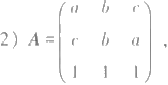 2) A = ( a b c
c b a
1 1 1 ) ,